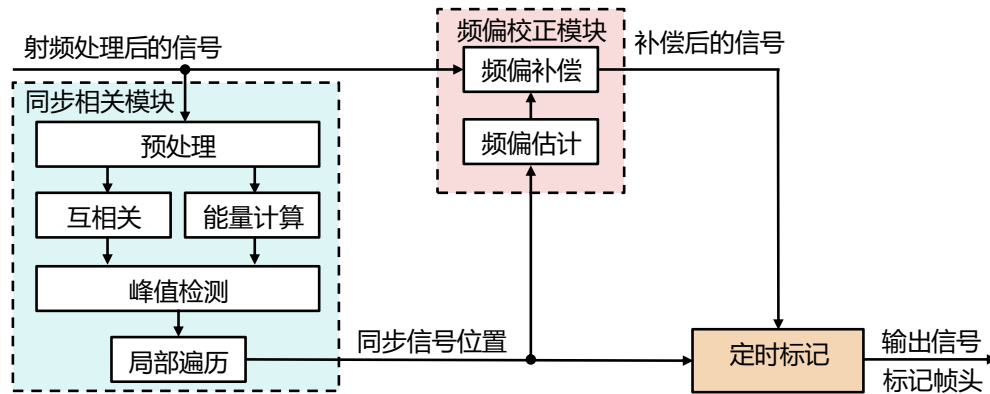 射频处理后的信号
频偏校正模块
补偿后的信号
频偏补偿
同步相关模块
预处理
频偏估计
互相关
能量计算
峰值检测
局部遍历
同步信号位置
定时标记
输出信号
标记帧头